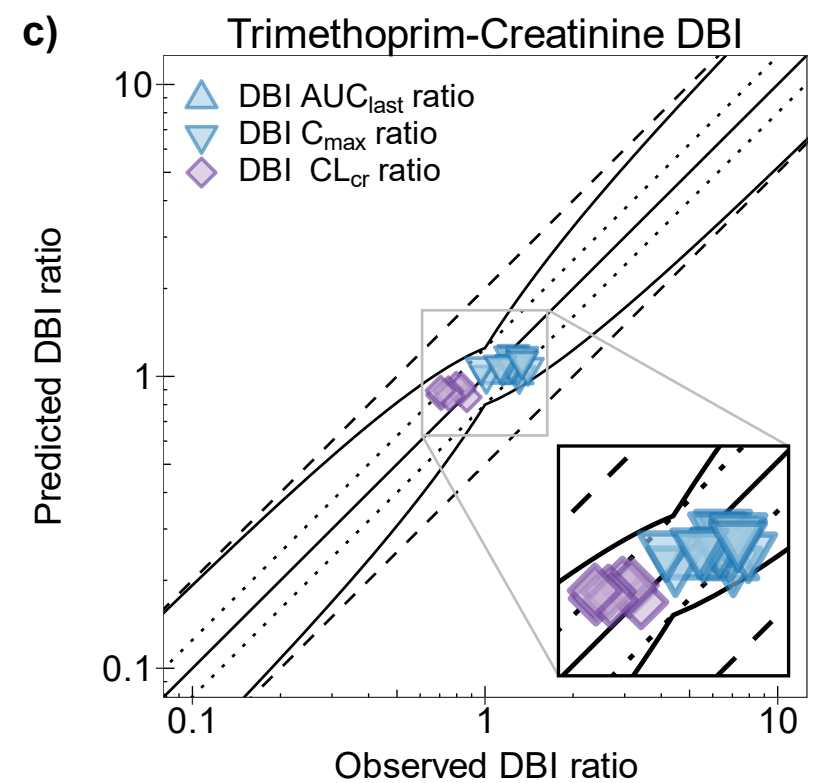 c)
Trimethoprim-Creatinine DBI
DBI AUClast ratio
DBI Cmax ratio
DBI CLcr ratio
Predicted DBI ratio
10
1
0.1
0.1 1 10
Observed DBI ratio